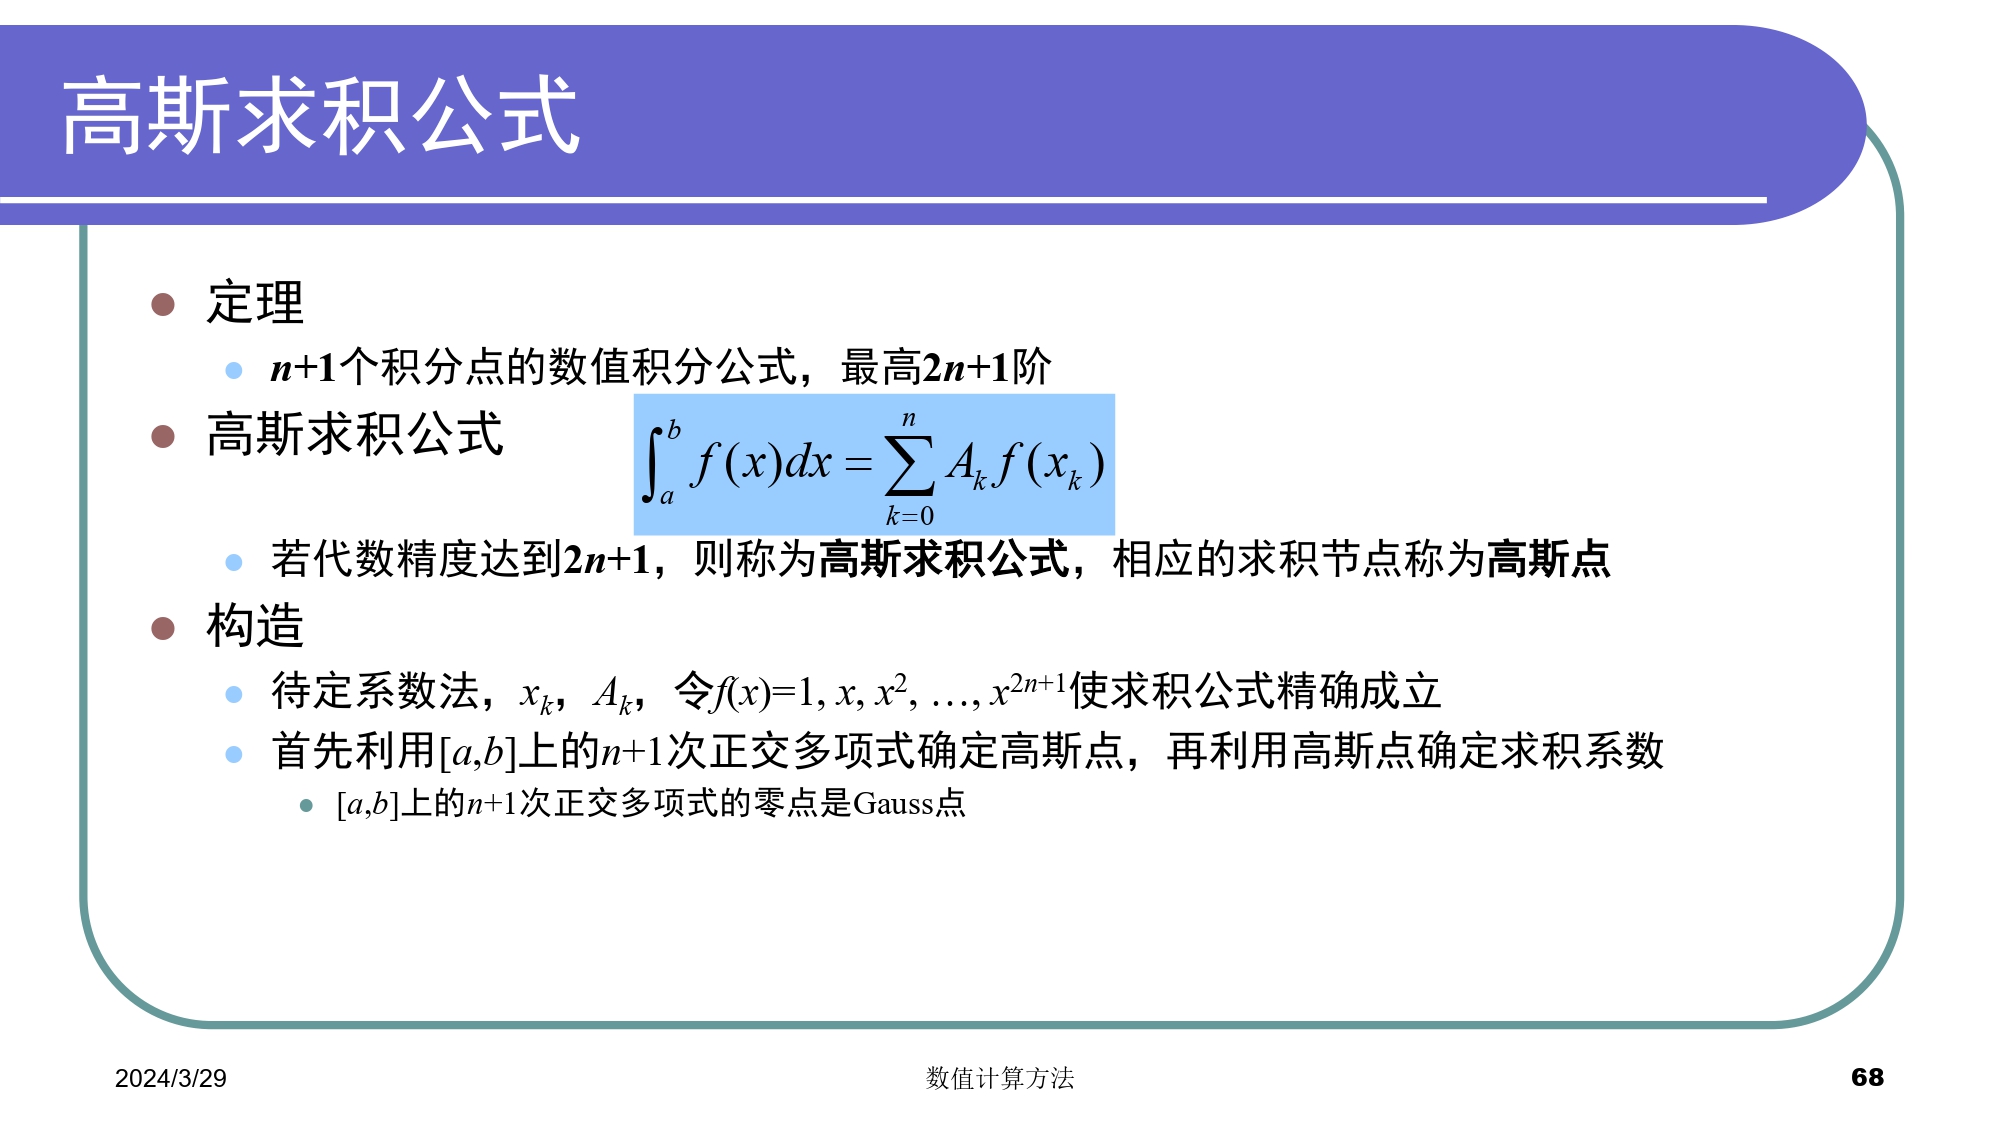 高斯求积公式
定理
n+1个积分点的数值积分公式，最高2n+1阶
高斯求积公式
∫_a^b f(x)dx = ∑_{k=0}^n A_k f(x_k)
若代数精度达到2n+1，则称为高斯求积公式，相应的求积节点称为高斯点
构造
待定系数法，x_k，A_k，令f(x)=1, x, x^2, …, x^{2n+1}使求积公式精确成立
首先利用[a,b]上的n+1次正交多项式确定高斯点，再利用高斯点确定求积系数
[a,b]上的n+1次正交多项式的零点是Gauss点
2024/3/29
数值计算方法
68